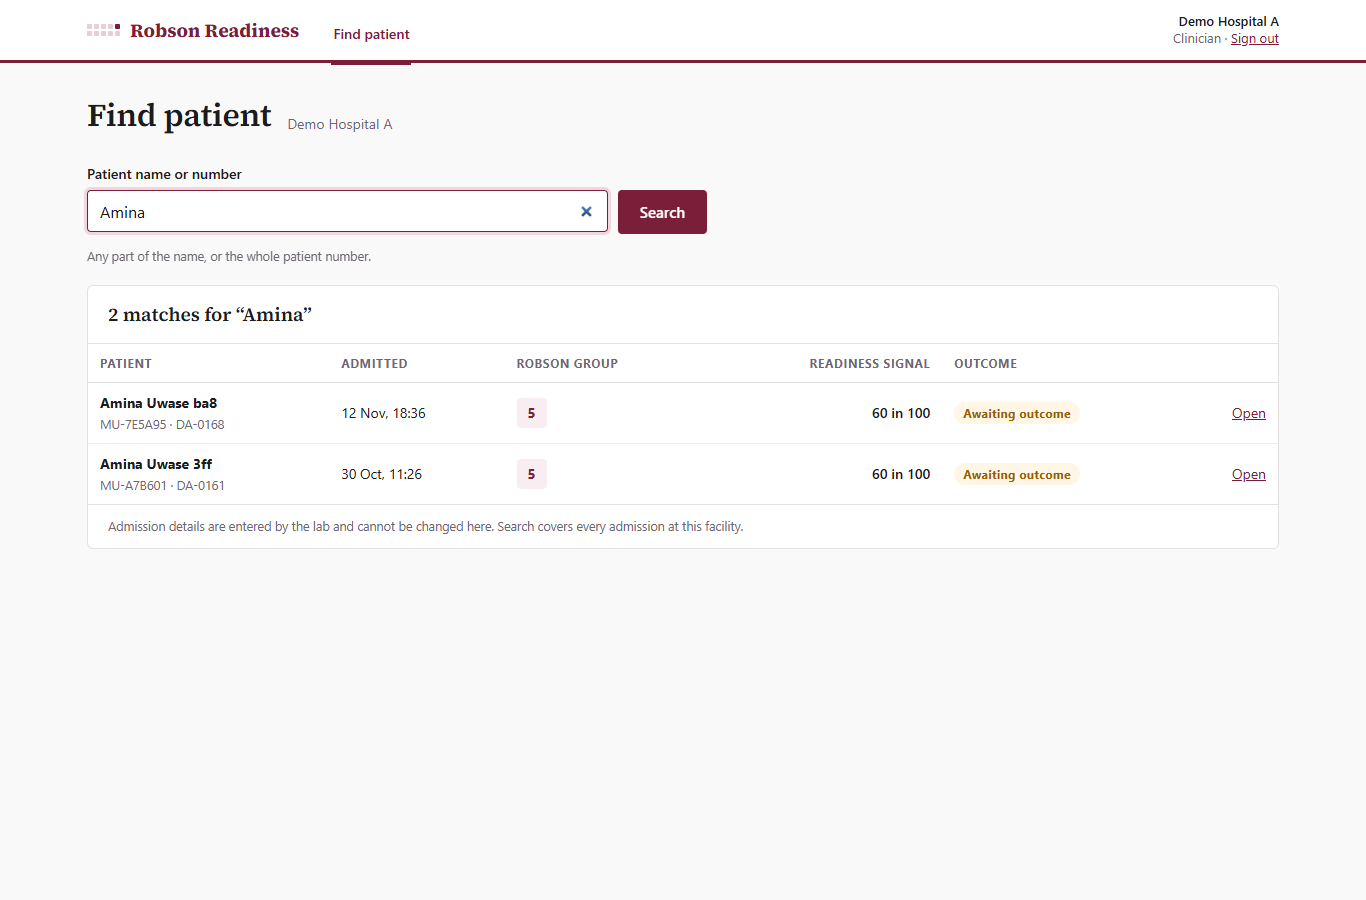 Robson Readiness
Find patient
Demo Hospital A
Clinician · Sign out
Find patient
Demo Hospital A
Patient name or number
Amina
Search
Any part of the name, or the whole patient number.
2 matches for “Amina”
PATIENT ADMITTED ROBSON GROUP READINESS SIGNAL OUTCOME
Amina Uwase ba8
MU-7E5A95 · DA-0168
12 Nov, 18:36 5 60 in 100 Awaiting outcome Open
Amina Uwase 3ff
MU-A7B601 · DA-0161
30 Oct, 11:26 5 60 in 100 Awaiting outcome Open
Admission details are entered by the lab and cannot be changed here. Search covers every admission at this facility.